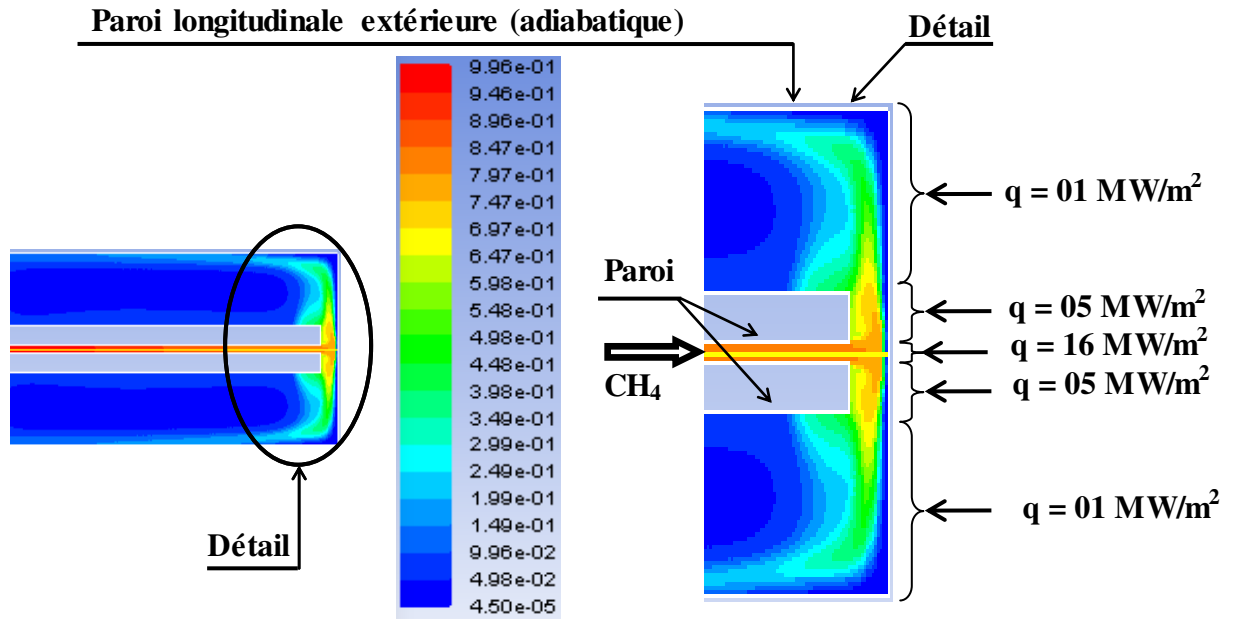 Paroi longitudinale extérieure (adiabatique)
Détail
9.96e-01
9.46e-01
8.96e-01
8.47e-01
7.97e-01
7.47e-01
6.97e-01
6.47e-01
5.98e-01
5.48e-01
4.98e-01
4.48e-01
3.98e-01
3.49e-01
2.99e-01
2.49e-01
1.99e-01
1.49e-01
9.96e-02
4.98e-02
4.50e-05
Détail
Paroi
CH₄
q = 01 MW/m²
q = 05 MW/m²
q = 16 MW/m²
q = 05 MW/m²
q = 01 MW/m²